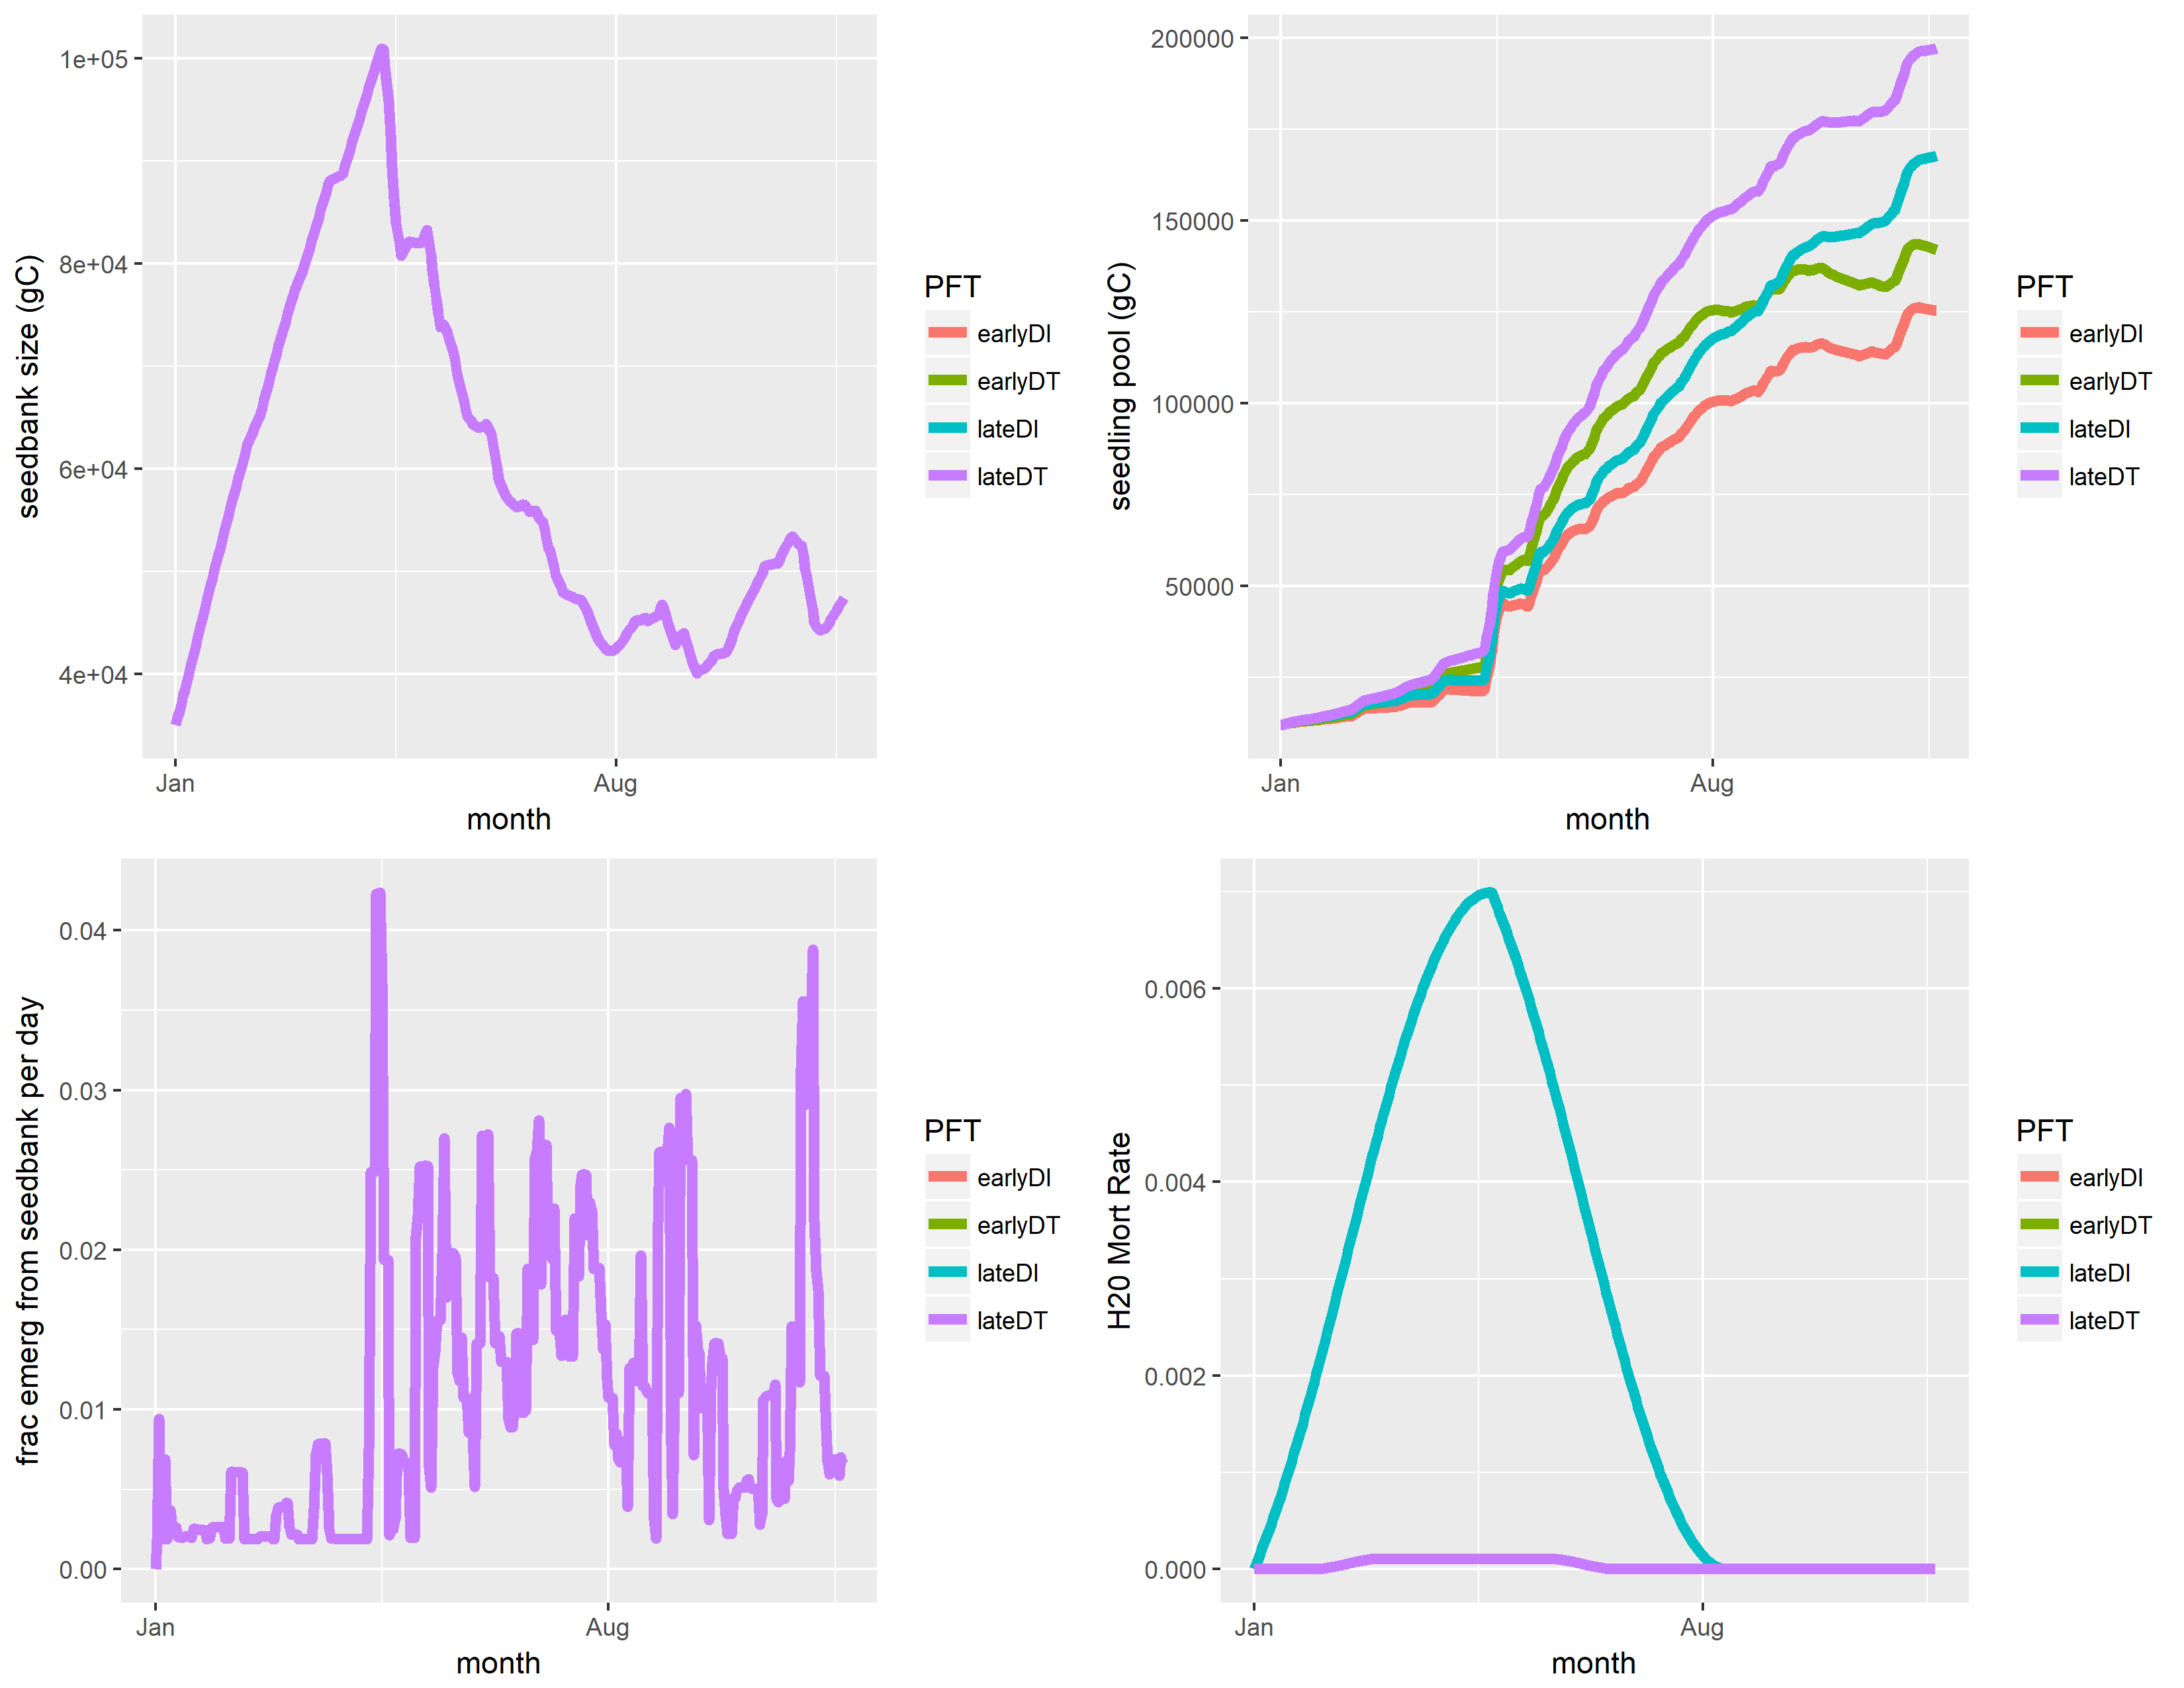 seedbank size (gC)
1e+05
8e+04
6e+04
4e+04
Jan
Aug
month
PFT
earlyDI
earlyDT
lateDI
lateDT
seedling pool (gC)
200000
150000
100000
50000
Jan
Aug
month
PFT
earlyDI
earlyDT
lateDI
lateDT
frac emerg from seedbank per day
0.04
0.03
0.02
0.01
0.00
Jan
Aug
month
PFT
earlyDI
earlyDT
lateDI
lateDT
H20 Mort Rate
0.006
0.004
0.002
0.000
Jan
Aug
month
PFT
earlyDI
earlyDT
lateDI
lateDT